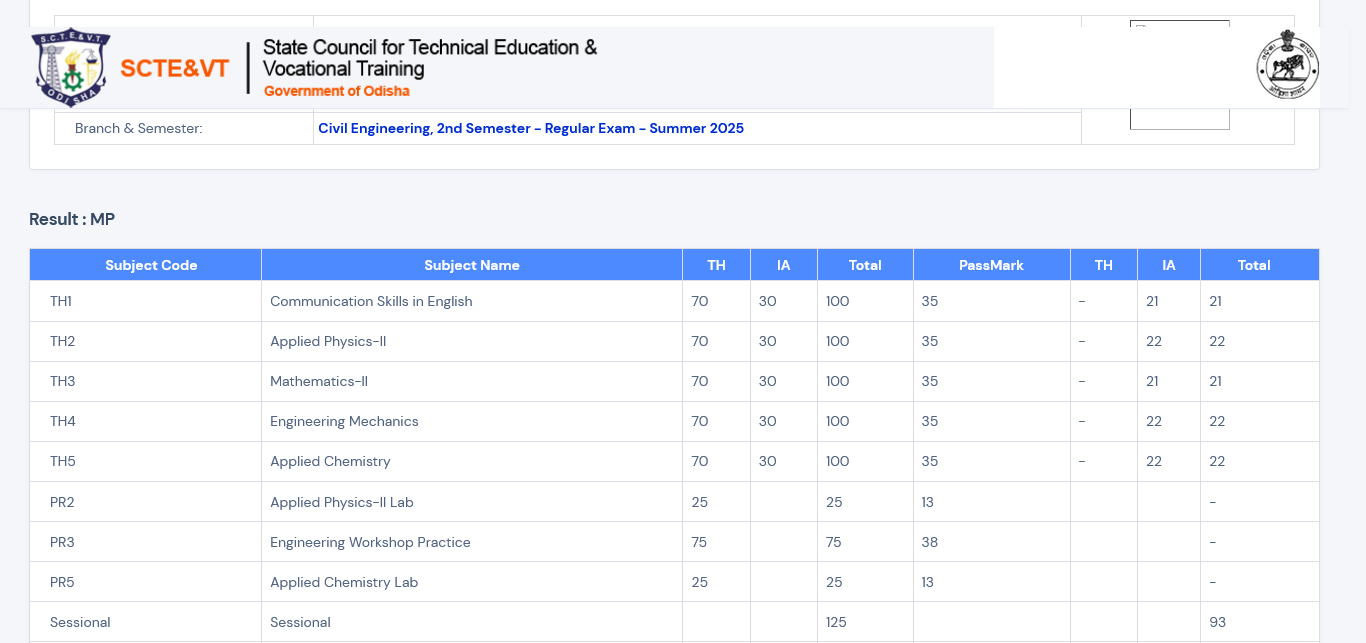 S.C.T.E.&V.T.
ODISHA
SCTE&VT
State Council for Technical Education &
Vocational Training
Government of Odisha
Branch & Semester: Civil Engineering, 2nd Semester - Regular Exam - Summer 2025
Result : MP
Subject Code Subject Name TH IA Total PassMark TH IA Total
TH1 Communication Skills in English 70 30 100 35 - 21 21
TH2 Applied Physics-II 70 30 100 35 - 22 22
TH3 Mathematics-II 70 30 100 35 - 21 21
TH4 Engineering Mechanics 70 30 100 35 - 22 22
TH5 Applied Chemistry 70 30 100 35 - 22 22
PR2 Applied Physics-II Lab 25 25 13 -
PR3 Engineering Workshop Practice 75 75 38 -
PR5 Applied Chemistry Lab 25 25 13 -
Sessional Sessional 125 93